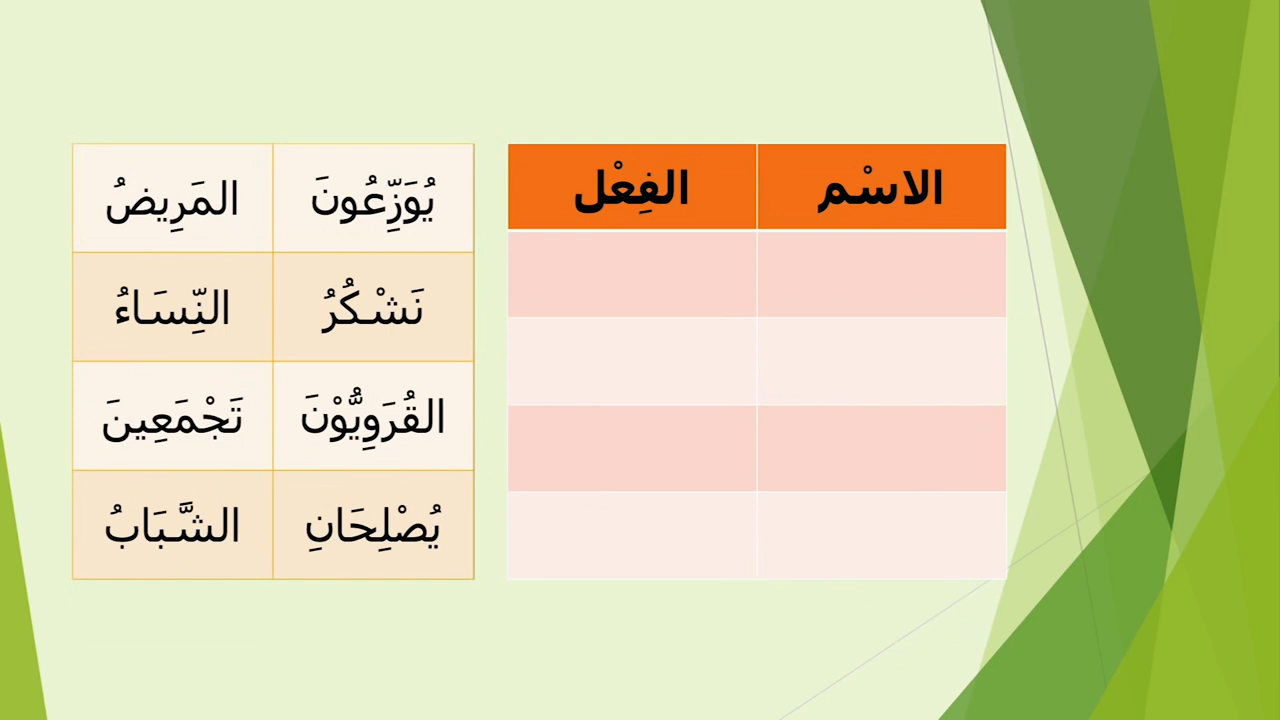 الاسْم الفِعْل
يُوَزِّعُونَ المَرِيضُ
نَشْكُرُ النِّسَاءُ
القُرَوِيُّوْنَ تَجْمَعِينَ
يُصْلِحَانِ الشَّبَابُ